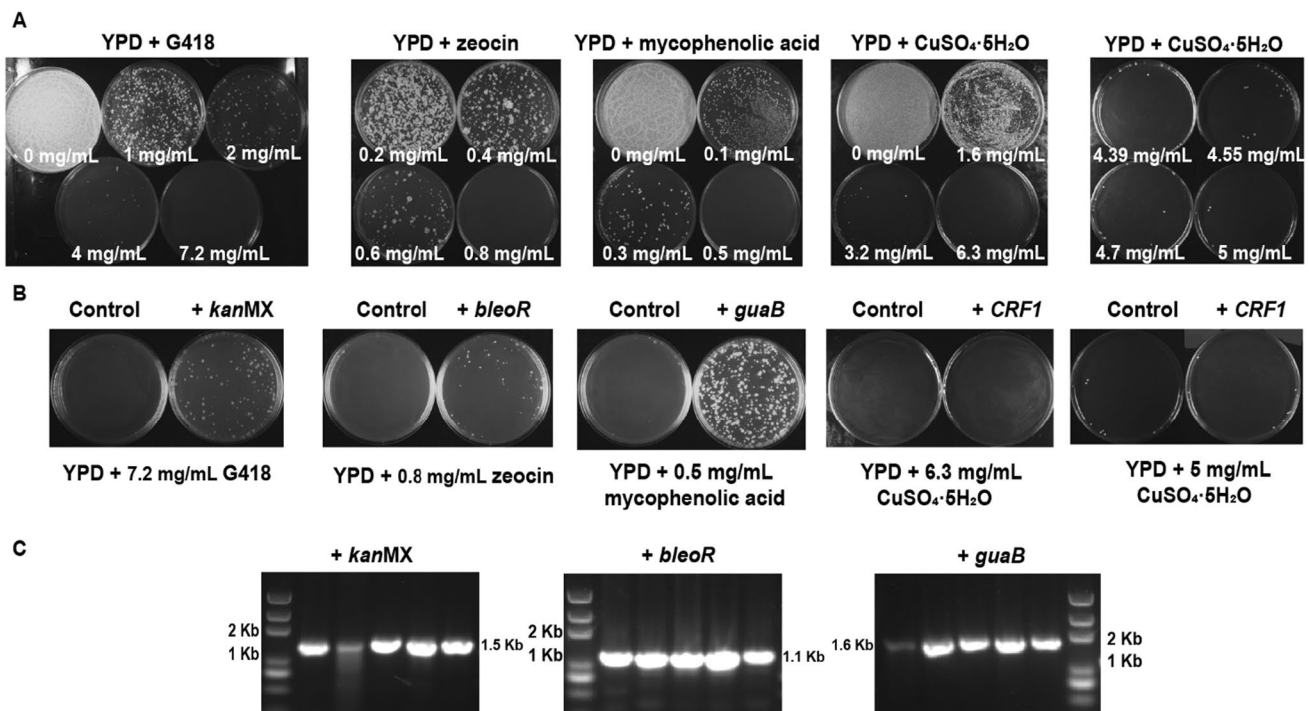 A
YPD + G418
YPD + zeocin
YPD + mycophenolic acid
YPD + CuSO₄·5H₂O
YPD + CuSO₄·5H₂O
0 mg/mL
1 mg/mL
2 mg/mL
4 mg/mL
7.2 mg/mL
0.2 mg/mL
0.4 mg/mL
0.6 mg/mL
0.8 mg/mL
0 mg/mL
0.1 mg/mL
0.3 mg/mL
0.5 mg/mL
0 mg/mL
1.6 mg/mL
3.2 mg/mL
6.3 mg/mL
4.39 mg/mL
4.55 mg/mL
4.7 mg/mL
5 mg/mL
B
Control
+ kanMX
Control
+ bleoR
Control
+ guaB
Control
+ CRF1
Control
+ CRF1
YPD + 7.2 mg/mL G418
YPD + 0.8 mg/mL zeocin
YPD + 0.5 mg/mL
mycophenolic acid
YPD + 6.3 mg/mL
CuSO₄·5H₂O
YPD + 5 mg/mL
CuSO₄·5H₂O
C
+ kanMX
+ bleoR
+ guaB
2 Kb
1 Kb
1.5 Kb
2 Kb
1 Kb
1.1 Kb
1.6 Kb
2 Kb
1 Kb